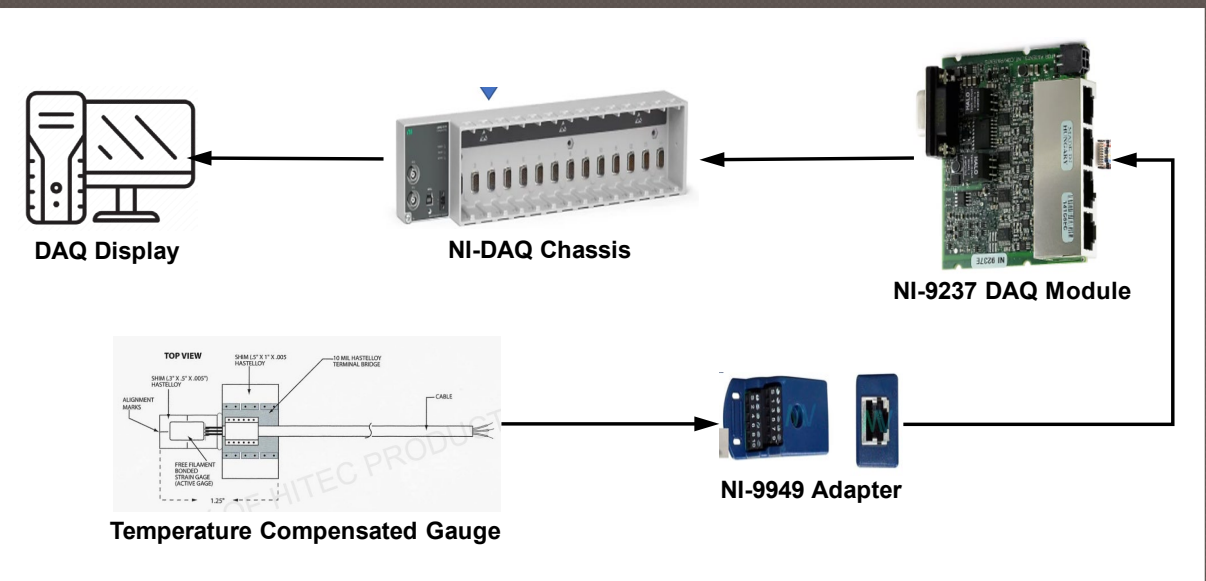 DAQ Display
NI-DAQ Chassis
NI 9237E
NI-9237 DAQ Module
TOP VIEW
SHIM (.5" X 1" X .005
HASTELLOY
10 MIL HASTELLOY
TERMINAL BRIDGE
SHIM (.3" X .5" X .005")
HASTELLOY
ALIGNMENT
MARKS
CABLE
FREE FILAMENT
BONDED
STRAIN GAGE
(ACTIVE GAGE)
1.25"
OF HITEC PRODUCT
Temperature Compensated Gauge
NI-9949 Adapter